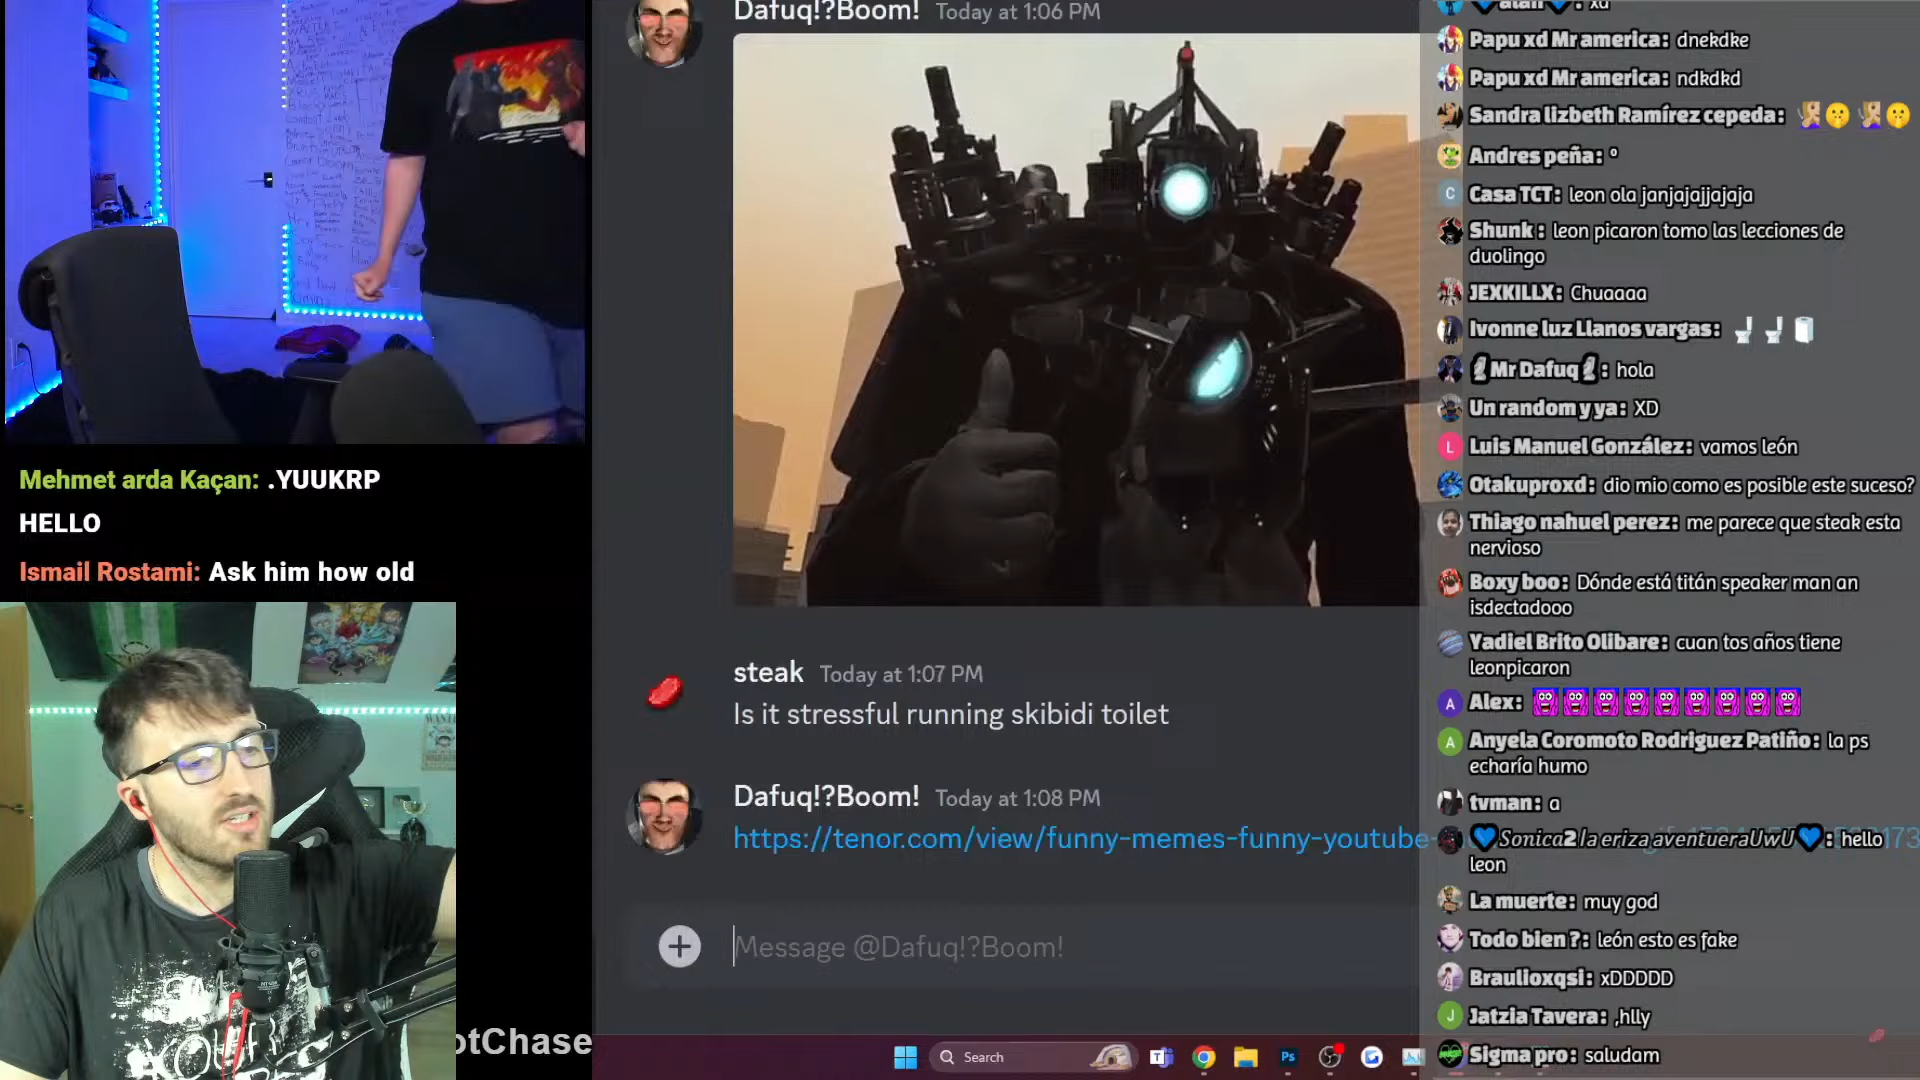 Mehmet arda Kaçan: .YUUKRP
HELLO
Ismail Rostami: Ask him how old
otChase
Dafuq!?Boom! Today at 1:06 PM
steak Today at 1:07 PM
Is it stressful running skibidi toilet
Dafuq!?Boom! Today at 1:08 PM
https://tenor.com/view/funny-memes-funny-youtube-
Message @Dafuq!?Boom!
Search
alan: xd
Papu xd Mr america: dnekdke
Papu xd Mr america: ndkdkd
Sandra lizbeth Ramírez cepeda:
Andres peña: º
C Casa TCT: leon ola janjajajjajaja
Shunk: leon picaron tomo las lecciones de
duolingo
JEXKILLX: Chuaaaa
Ivonne luz Llanos vargas:
Mr Dafuq: hola
Un random y ya: XD
L Luis Manuel González: vamos león
Otakuproxd: dio mio como es posible este suceso?
Thiago nahuel perez: me parece que steak esta
nervioso
Boxy boo: Dónde está titán speaker man an
isdectadooo
Yadiel Brito Olibare: cuan tos años tiene
leonpicaron
A Alex:
A Anyela Coromoto Rodriguez Patiño: la ps
echaría humo
tvman: a
Sonica2la eriza aventueraUwU: hello
leon
La muerte: muy god
Todo bien?: león esto es fake
Braulioxqsi: xDDDDD
J Jatzia Tavera: ,hlly
Sigma pro: saludam